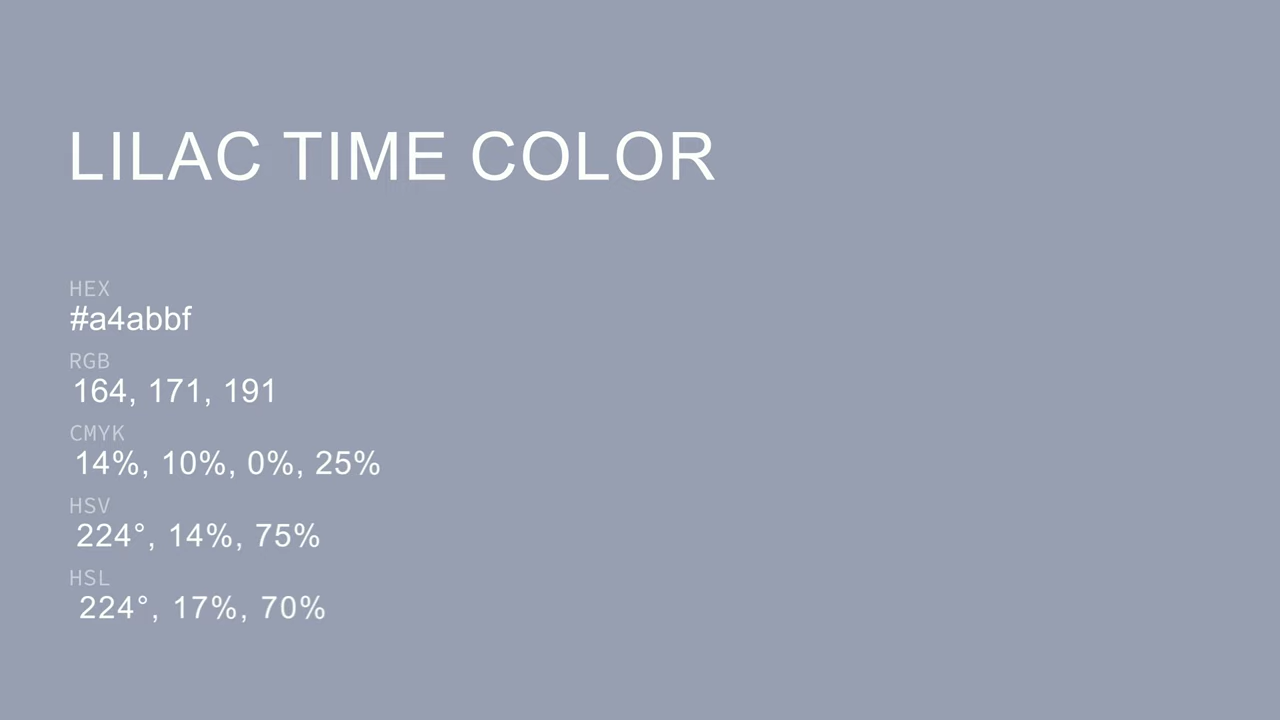 LILAC TIME COLOR
HEX
#a4abbf
RGB
164, 171, 191
CMYK
14%, 10%, 0%, 25%
HSV
224°, 14%, 75%
HSL
224°, 17%, 70%